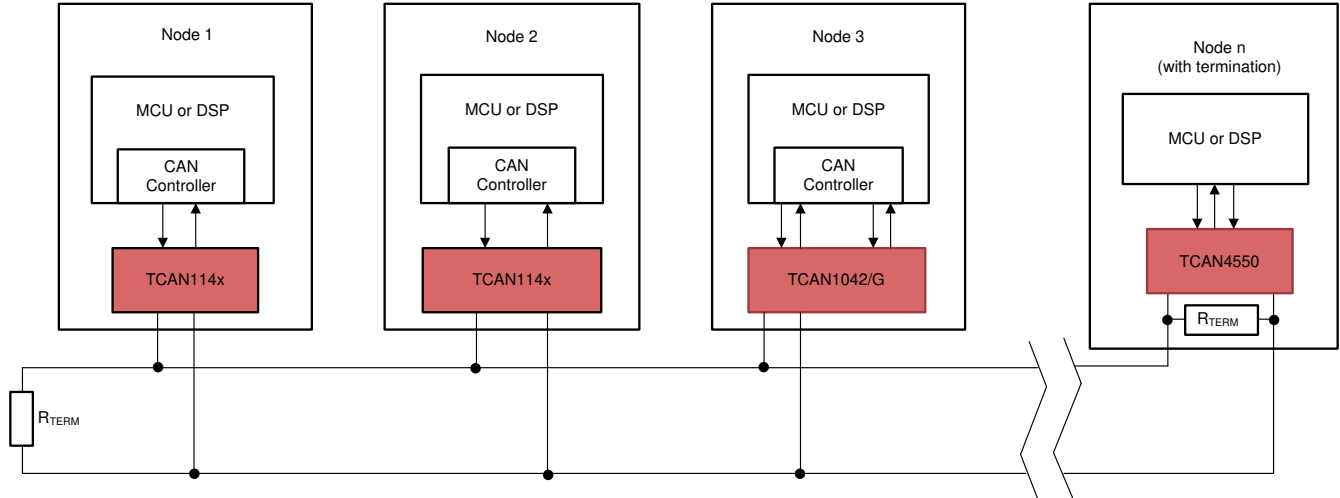 Node 1
MCU or DSP
CAN
Controller
TCAN114x
Node 2
MCU or DSP
CAN
Controller
TCAN114x
Node 3
MCU or DSP
CAN
Controller
TCAN1042/G
Node n
(with termination)
MCU or DSP
TCAN4550
RTERM
RTERM